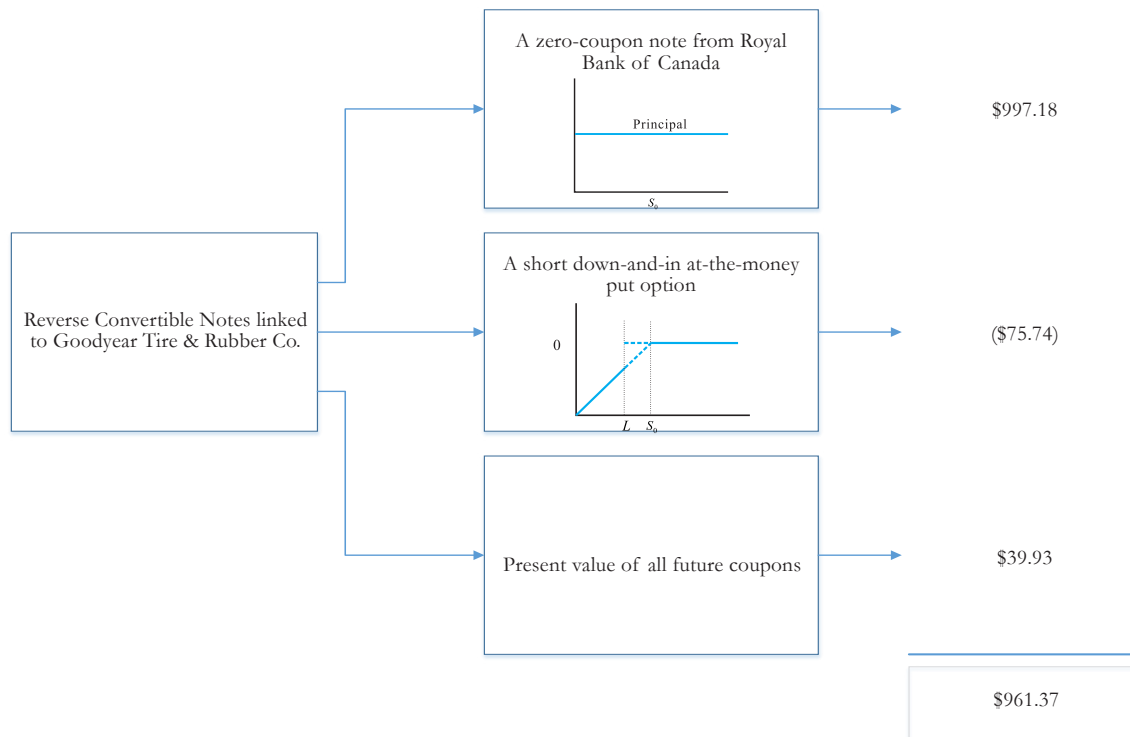 A zero-coupon note from Royal
Bank of Canada
Principal
S₀
$997.18
Reverse Convertible Notes linked
to Goodyear Tire & Rubber Co.
A short down-and-in at-the-money
put option
0
L S₀
($75.74)
Present value of all future coupons
$39.93
$961.37